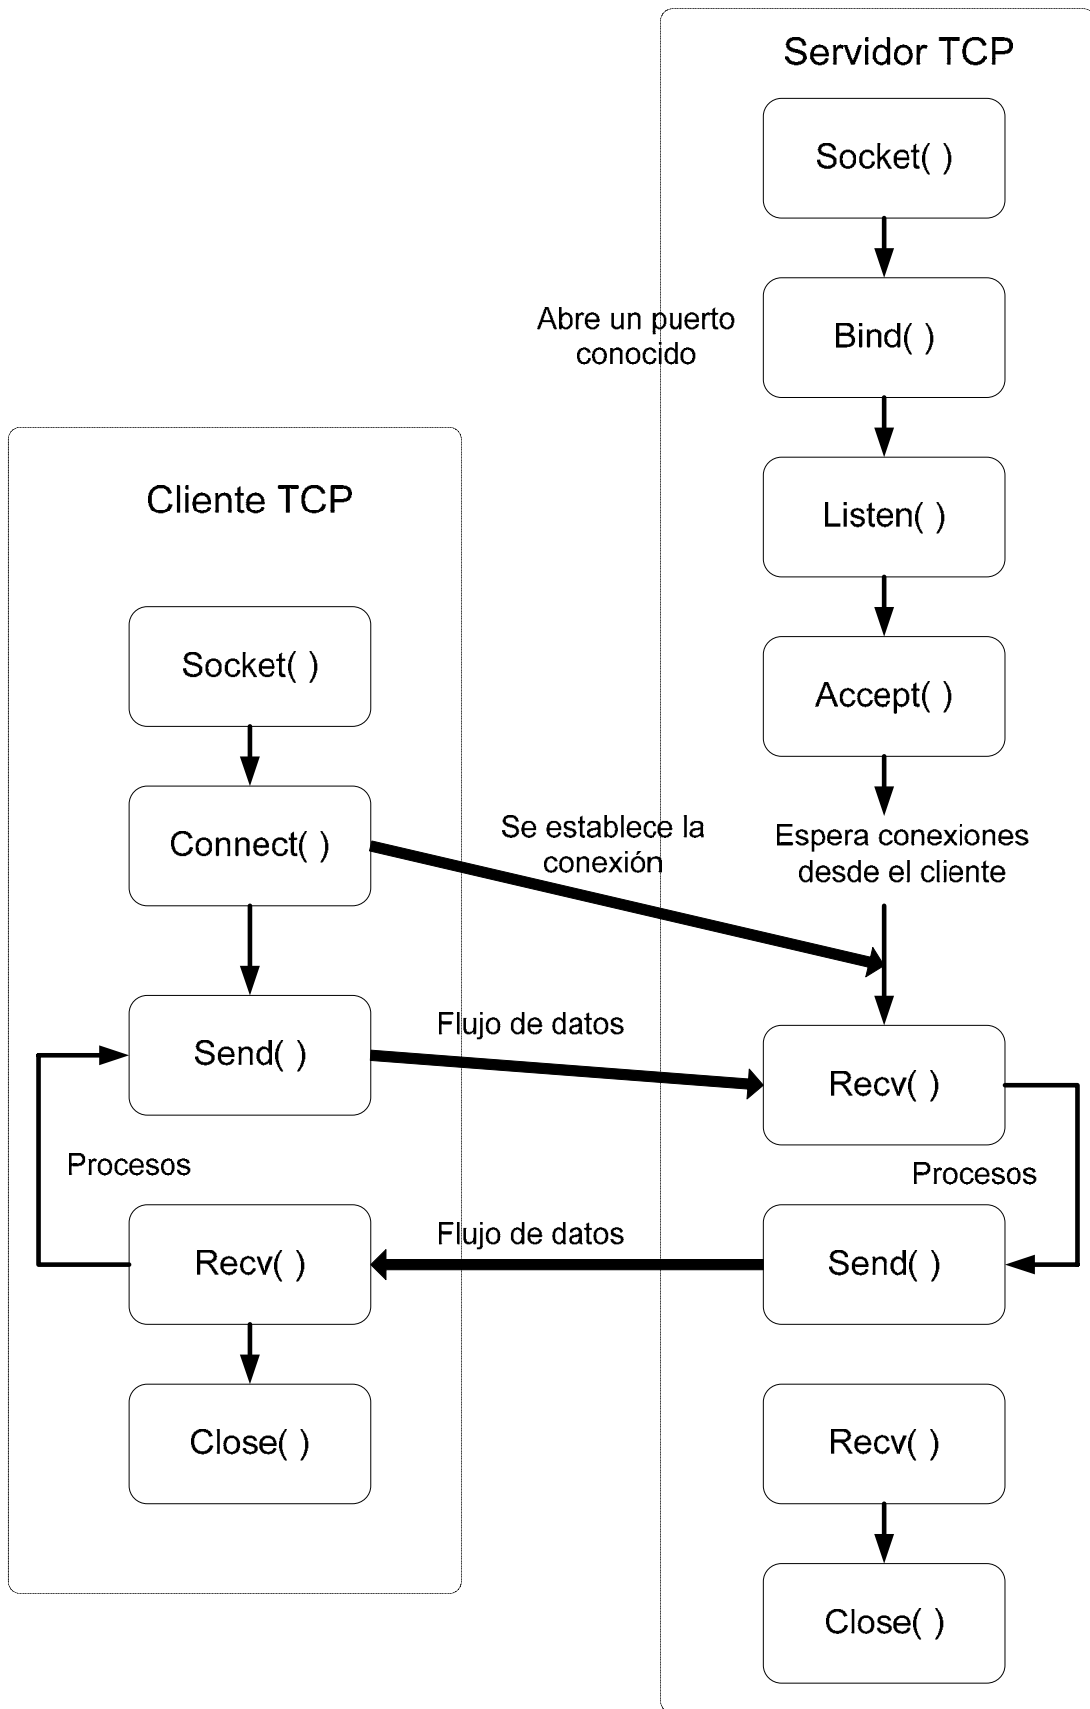 Servidor TCP
Socket( )
Abre un puerto
conocido
Bind( )
Listen( )
Accept( )
Espera conexiones
desde el cliente
Cliente TCP
Socket( )
Connect( )
Se establece la
conexión
Send( )
Flujo de datos
Recv( )
Procesos
Procesos
Recv( )
Flujo de datos
Send( )
Close( )
Recv( )
Close( )